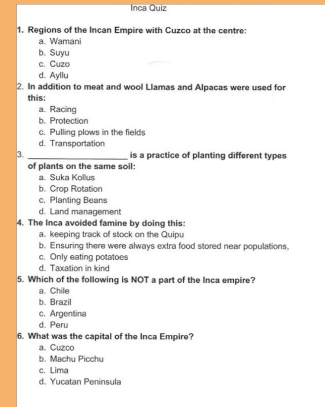 Inca Quiz
1. Regions of the Incan Empire with Cuzco at the centre:
a. Wamani
b. Suyu
c. Cuzo
d. Ayllu
2. In addition to meat and wool Llamas and Alpacas were used for
this:
a. Racing
b. Protection
c. Pulling plows in the fields
d. Transportation
3. ____________________ is a practice of planting different types
of plants on the same soil:
a. Suka Kollus
b. Crop Rotation
c. Planting Beans
d. Land management
4. The Inca avoided famine by doing this:
a. keeping track of stock on the Quipu
b. Ensuring there were always extra food stored near populations,
c. Only eating potatoes
d. Taxation in kind
5. Which of the following is NOT a part of the Inca empire?
a. Chile
b. Brazil
c. Argentina
d. Peru
6. What was the capital of the Inca Empire?
a. Cuzco
b. Machu Picchu
c. Lima
d. Yucatan Peninsula